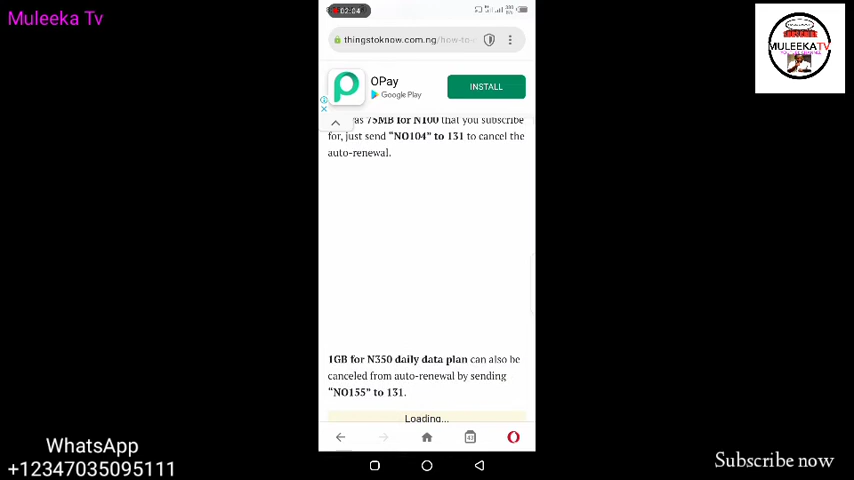 Muleeka Tv
02:04
thingstoknow.com.ng/how-to-
OPay
Google Play
INSTALL
as 75MB for N100 that you subscribe
for, just send “NO104” to 131 to cancel the
auto-renewal.
1GB for N350 daily data plan can also be
canceled from auto-renewal by sending
“NO155” to 131.
Loading...
WhatsApp
+12347035095111
MULEEKATV
Subscribe now